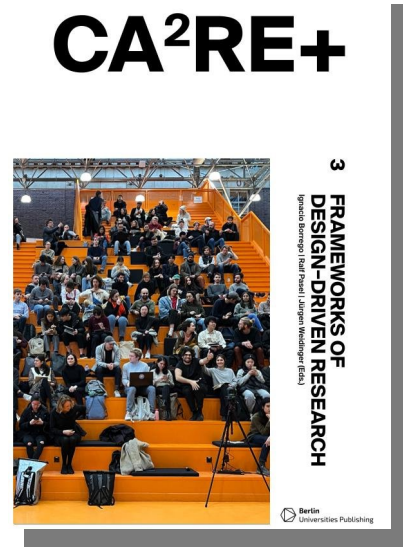 CA²RE+
3 FRAMEWORKS OF
DESIGN-DRIVEN RESEARCH
Ignacio Borrego | Ralf Pasel | Jürgen Weidinger (Eds.)
Berlin
Universities Publishing